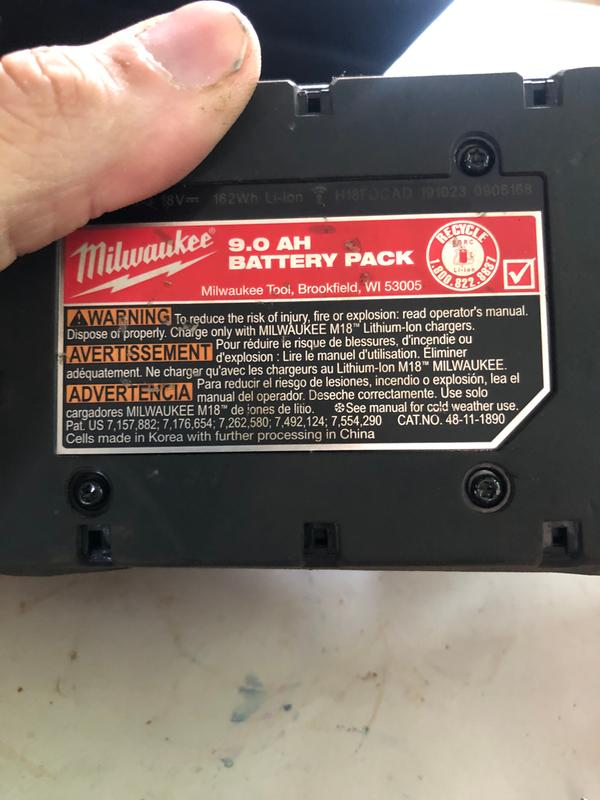 18V⎓ 162Wh Li-Ion H18FOCAD 191023 0906168
Milwaukee®
9.0 AH
BATTERY PACK
Milwaukee Tool, Brookfield, WI 53005
RECYCLE
RBRC
Li-Ion
1.800.822.8837
WARNING To reduce the risk of injury, fire or explosion: read operator's manual.
Dispose of properly. Charge only with MILWAUKEE M18™ Lithium-Ion chargers.
AVERTISSEMENT Pour réduire le risque de blessures, d'incendie ou
d'explosion : Lire le manuel d'utilisation. Éliminer
adéquatement. Ne charger qu'avec les chargeurs au Lithium-Ion M18™ MILWAUKEE.
ADVERTENCIA Para reducir el riesgo de lesiones, incendio o explosión, lea el
manual del operador. Deseche correctamente. Use solo
cargadores MILWAUKEE M18™ de iones de litio. ❄See manual for cold weather use.
Pat. US 7,157,882; 7,176,654; 7,262,580; 7,492,124; 7,554,290 CAT.NO. 48-11-1890
Cells made in Korea with further processing in China